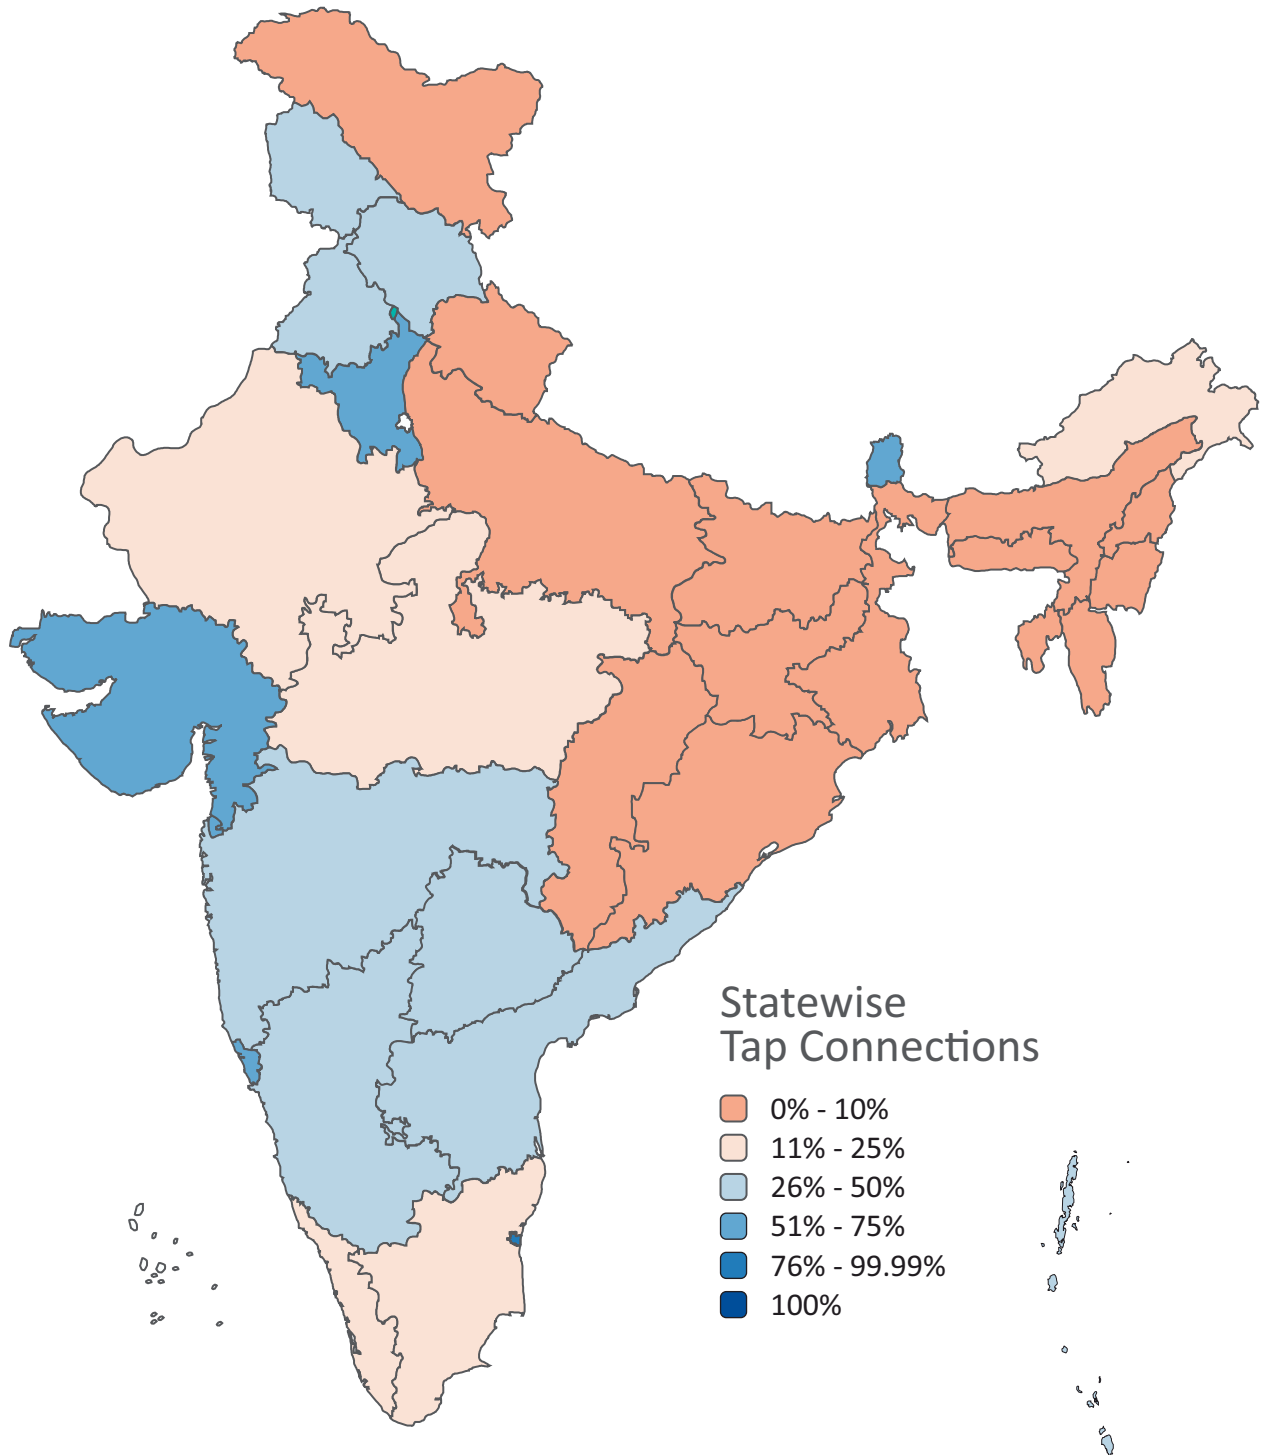 Statewise
Tap Connections
0% - 10%
11% - 25%
26% - 50%
51% - 75%
76% - 99.99%
100%